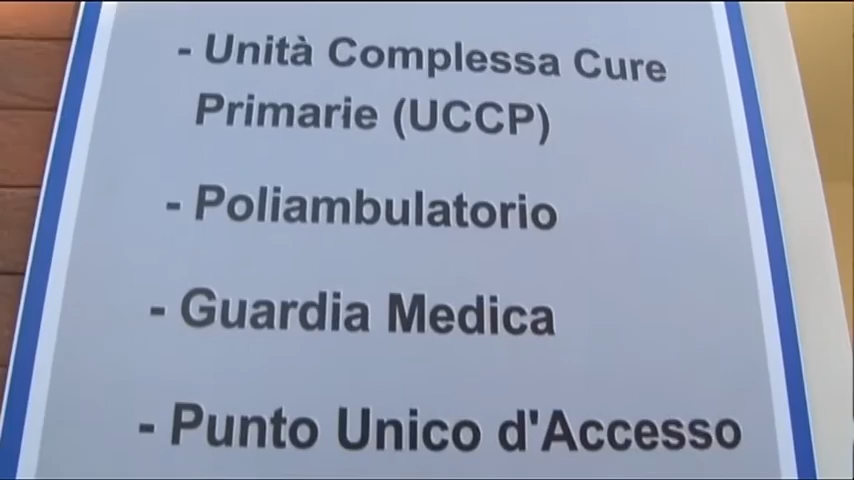 - Unità Complessa Cure
Primarie (UCCP)
- Poliambulatorio
- Guardia Medica
- Punto Unico d'Accesso